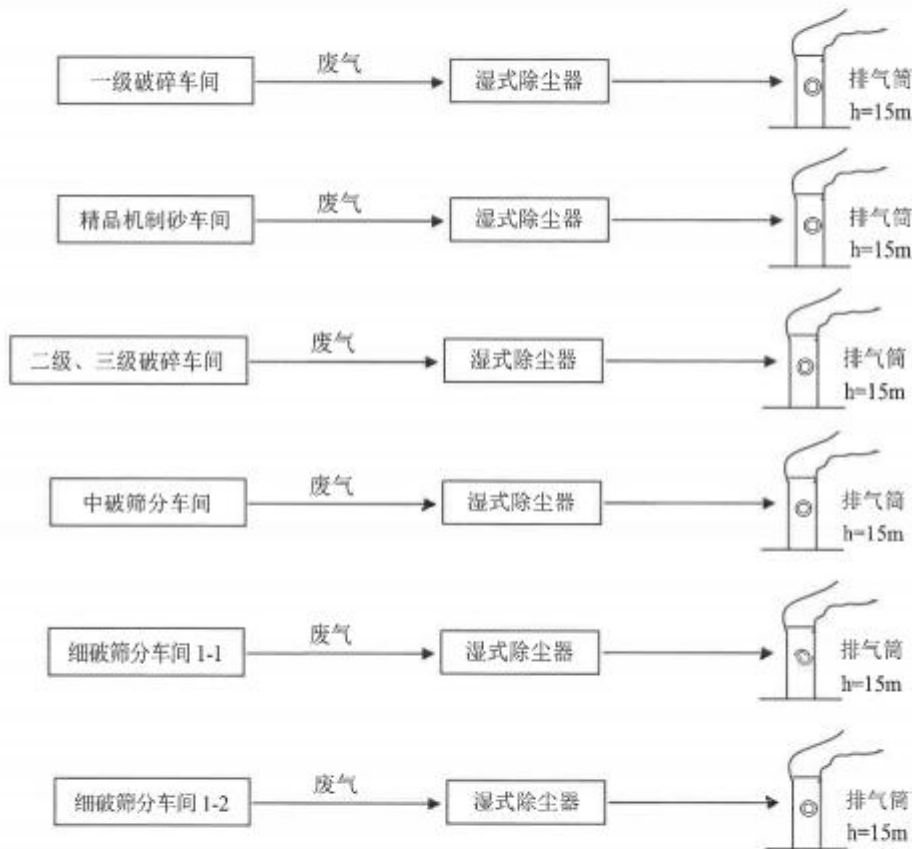 废气
一级破碎车间
湿式除尘器
排气筒
h=15m
废气
精品机制砂车间
湿式除尘器
排气筒
h=15m
废气
二级、三级破碎车间
湿式除尘器
排气筒
h=15m
废气
中破筛分车间
湿式除尘器
排气筒
h=15m
废气
细破筛分车间 1-1
湿式除尘器
排气筒
h=15m
废气
细破筛分车间 1-2
湿式除尘器
排气筒
h=15m